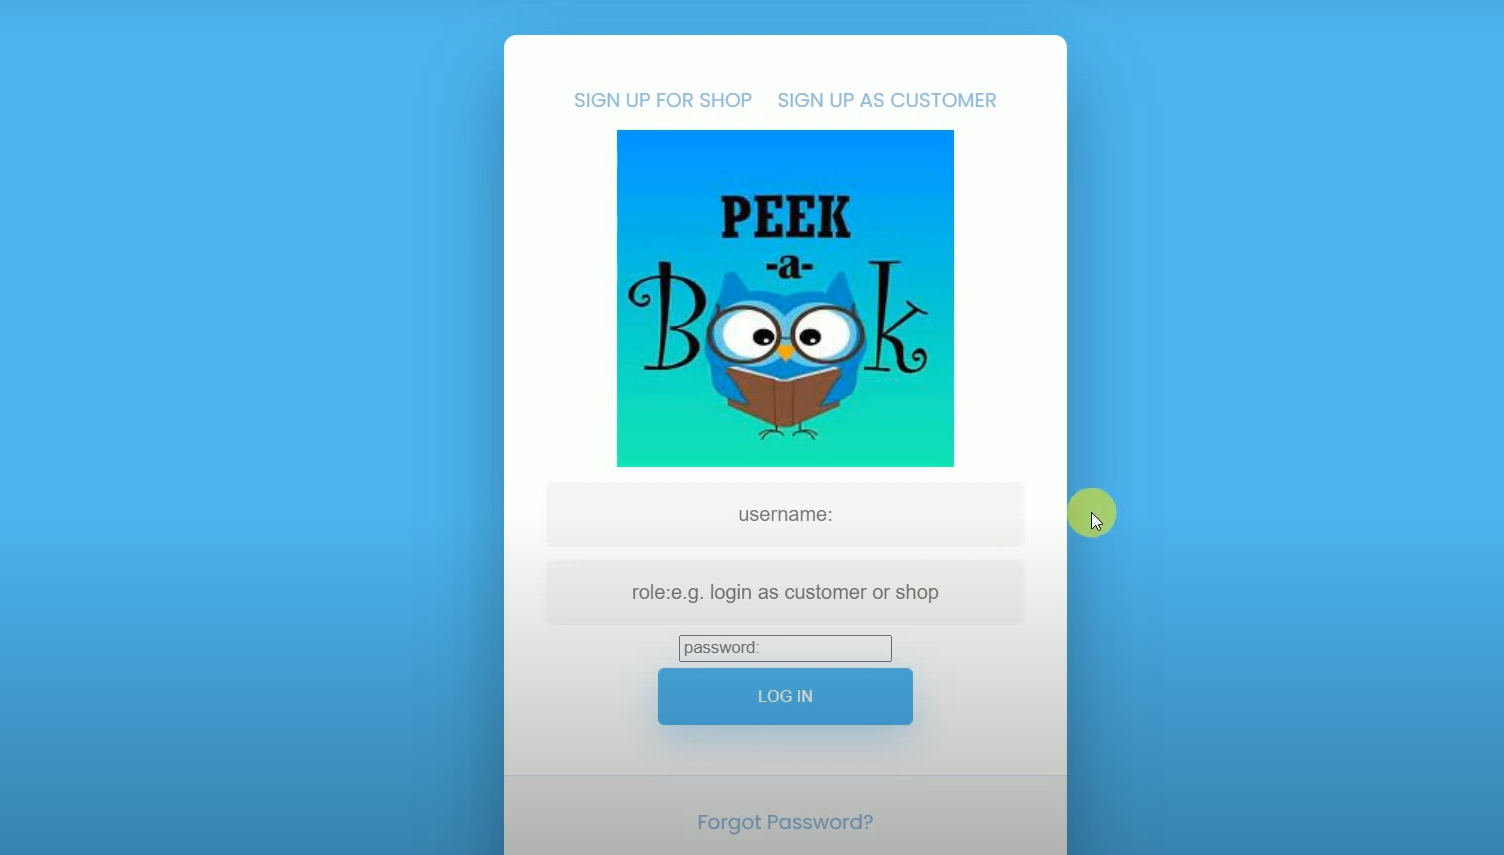 SIGN UP FOR SHOP SIGN UP AS CUSTOMER
PEEK
-a-
B k
username:
role:e.g. login as customer or shop
password:
LOG IN
Forgot Password?